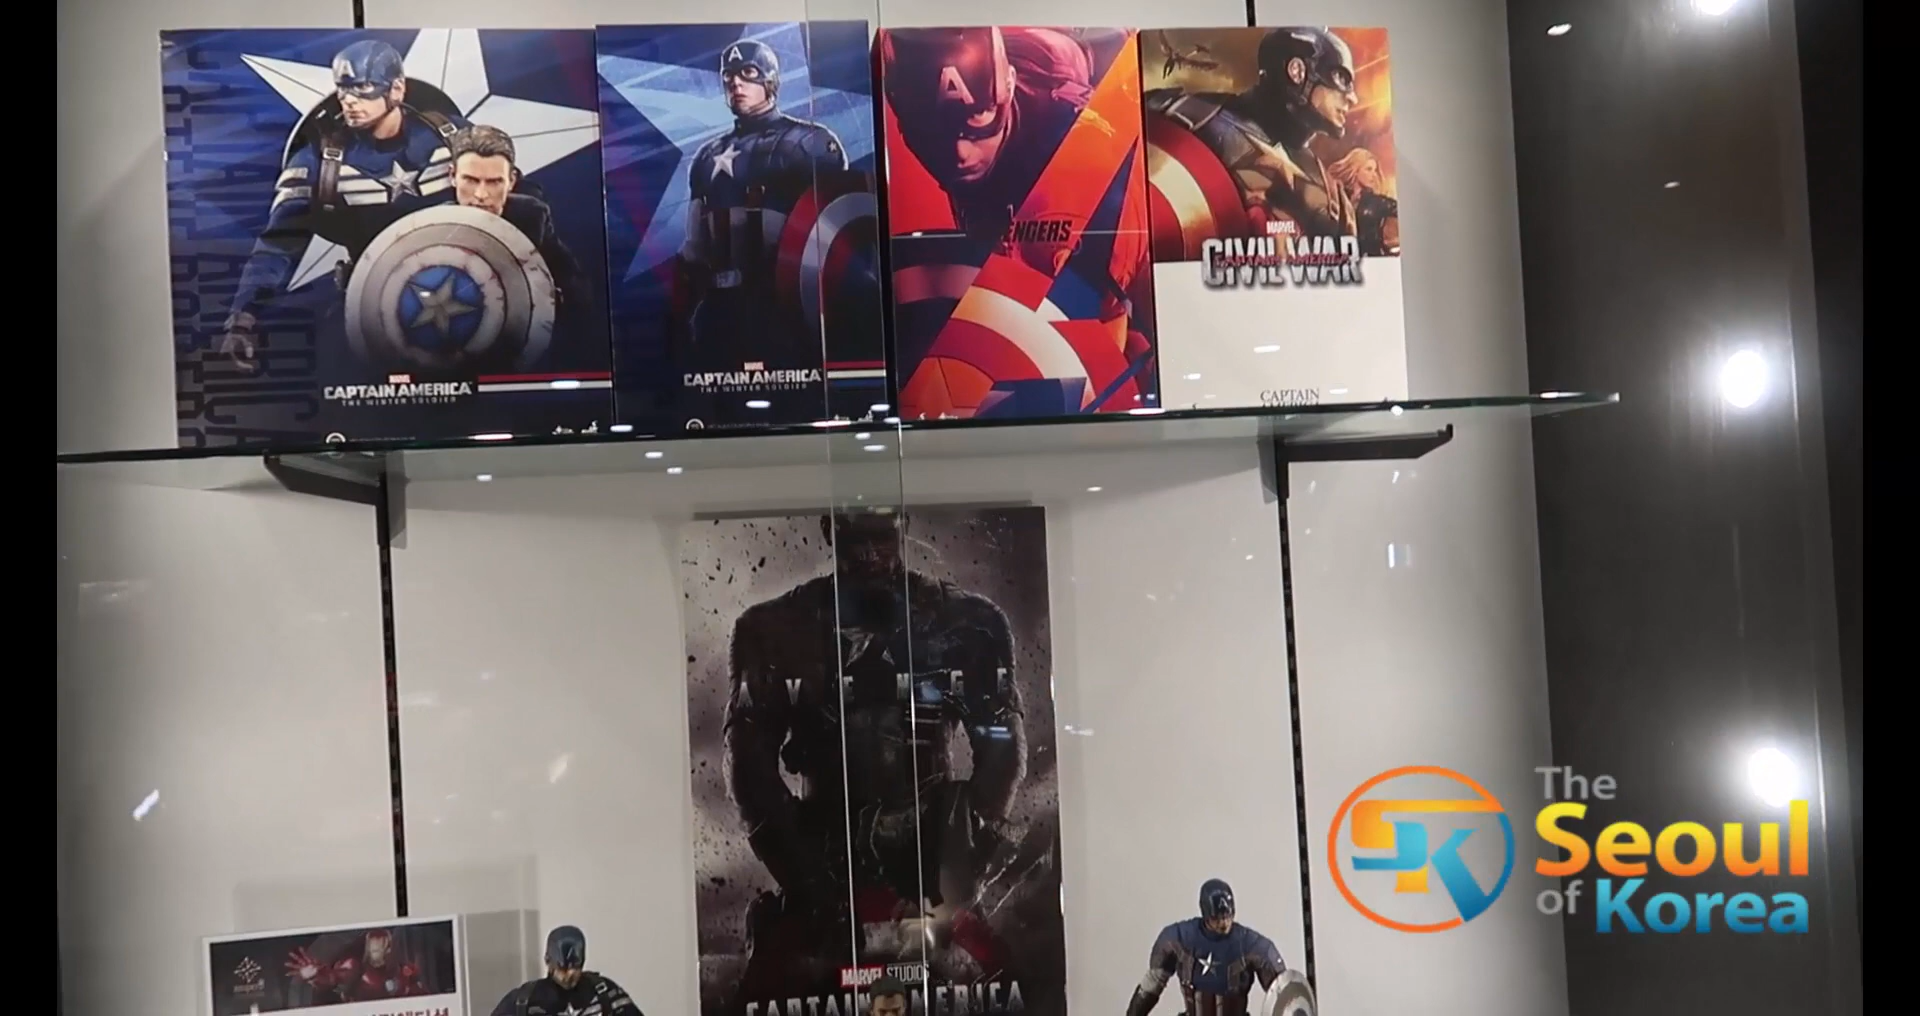 CAPTAIN AMERICA
MARVEL
CAPTAIN AMERICA
THE WINTER SOLDIER
A
MARVEL
CAPTAIN AMERICA
THE WINTER SOLDIER
A
ENGERS
MARVEL
CAPTAIN AMERICA
CIVIL WAR
CAPTAIN
AVENGE
MARVEL STUDIOS
CAPTAIN AMERICA
SK
The
Seoul
of Korea